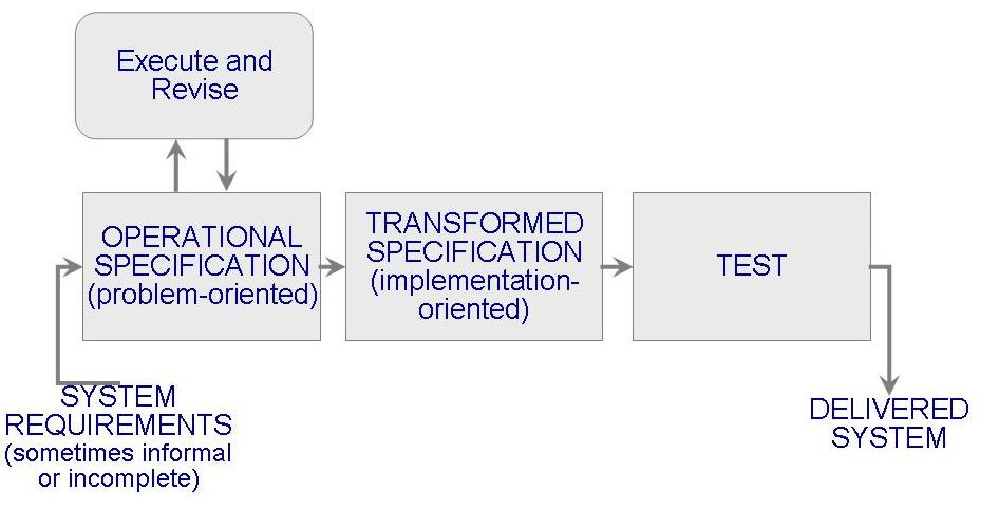 Execute and
Revise
OPERATIONAL
SPECIFICATION
(problem-oriented)
TRANSFORMED
SPECIFICATION
(implementation-
oriented)
TEST
SYSTEM
REQUIREMENTS
(sometimes informal
or incomplete)
DELIVERED
SYSTEM